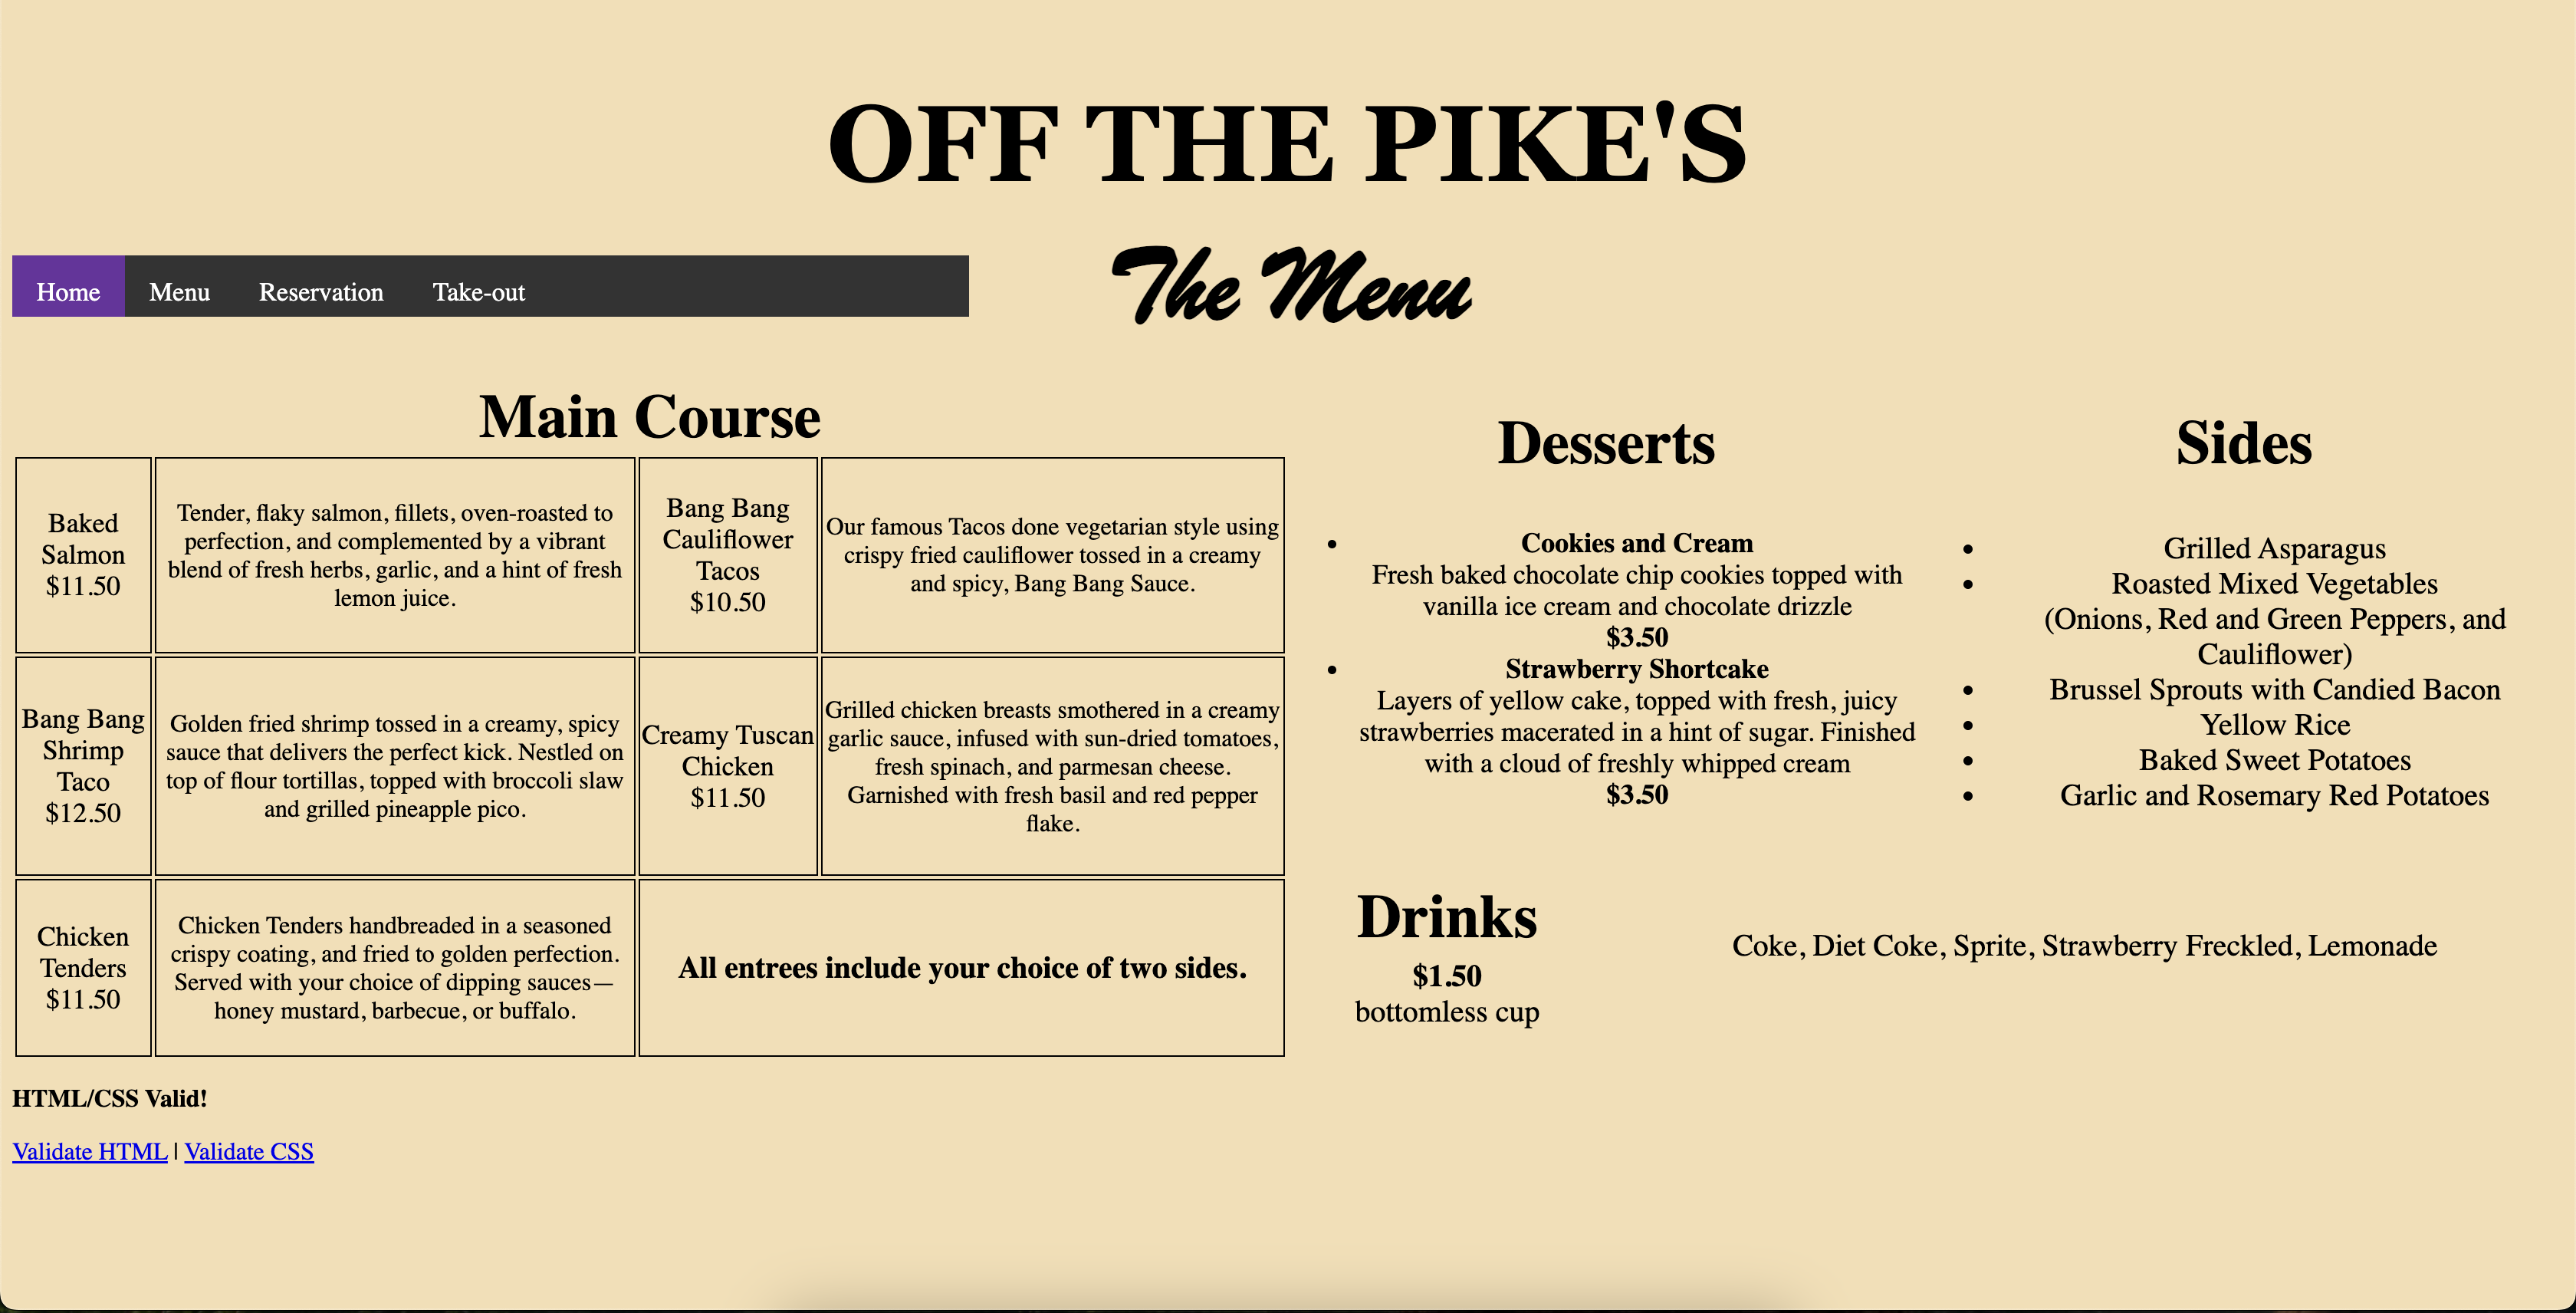 OFF THE PIKE'S
Home Menu Reservation Take-out
The Menu
Main Course
Baked
Salmon
$11.50
Tender, flaky salmon, fillets, oven-roasted to
perfection, and complemented by a vibrant
blend of fresh herbs, garlic, and a hint of fresh
lemon juice.
Bang Bang
Cauliflower
Tacos
$10.50
Our famous Tacos done vegetarian style using
crispy fried cauliflower tossed in a creamy
and spicy, Bang Bang Sauce.
Bang Bang
Shrimp
Taco
$12.50
Golden fried shrimp tossed in a creamy, spicy
sauce that delivers the perfect kick. Nestled on
top of flour tortillas, topped with broccoli slaw
and grilled pineapple pico.
Creamy Tuscan
Chicken
$11.50
Grilled chicken breasts smothered in a creamy
garlic sauce, infused with sun-dried tomatoes,
fresh spinach, and parmesan cheese.
Garnished with fresh basil and red pepper
flake.
Chicken
Tenders
$11.50
Chicken Tenders handbreaded in a seasoned
crispy coating, and fried to golden perfection.
Served with your choice of dipping sauces—
honey mustard, barbecue, or buffalo.
All entrees include your choice of two sides.
Desserts
• Cookies and Cream
Fresh baked chocolate chip cookies topped with
vanilla ice cream and chocolate drizzle
$3.50
• Strawberry Shortcake
Layers of yellow cake, topped with fresh, juicy
strawberries macerated in a hint of sugar. Finished
with a cloud of freshly whipped cream
$3.50
Sides
• Grilled Asparagus
• Roasted Mixed Vegetables
(Onions, Red and Green Peppers, and
Cauliflower)
• Brussel Sprouts with Candied Bacon
• Yellow Rice
• Baked Sweet Potatoes
• Garlic and Rosemary Red Potatoes
Drinks
$1.50
bottomless cup
Coke, Diet Coke, Sprite, Strawberry Freckled, Lemonade
HTML/CSS Valid!
Validate HTML | Validate CSS